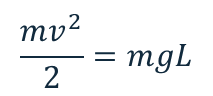 mv²/2 = mgL